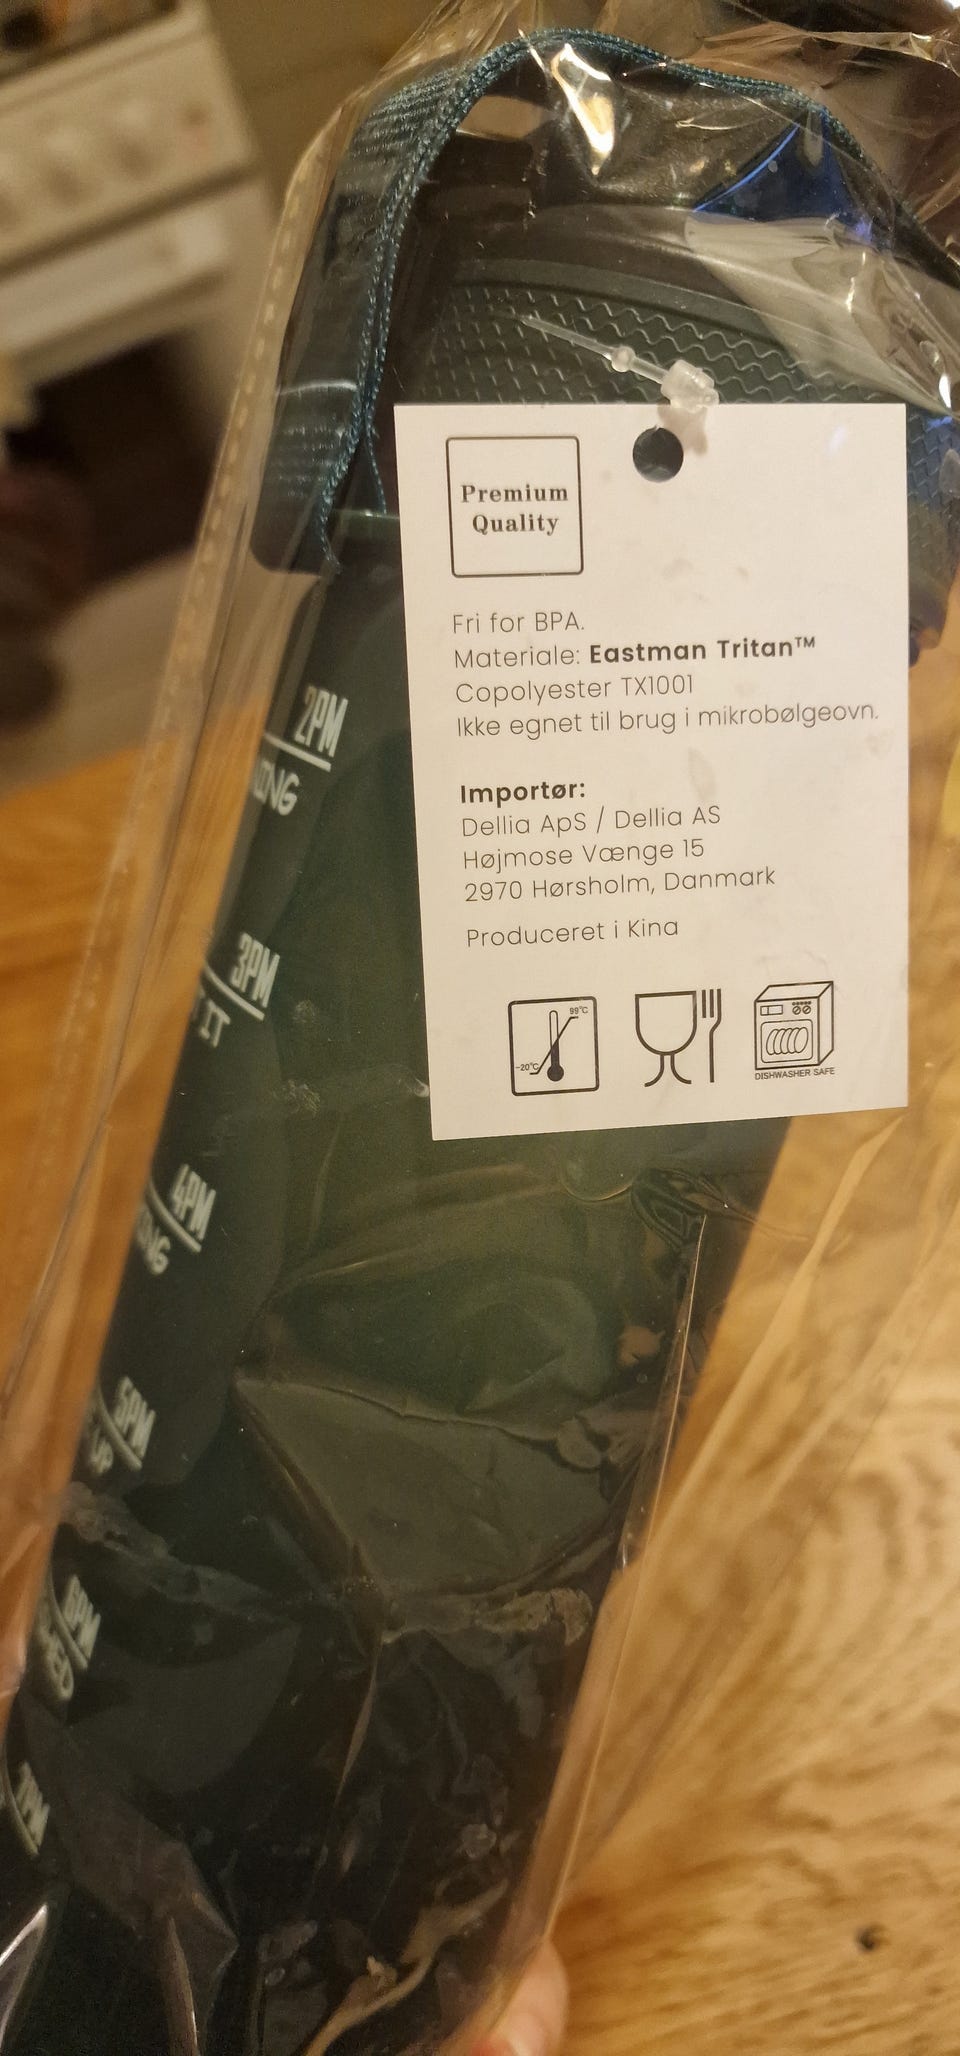 Premium
Quality
Fri for BPA.
Materiale: Eastman Tritan™
Copolyester TX1001
Ikke egnet til brug i mikrobølgeovn.
Importør:
Dellia ApS / Dellia AS
Højmose Vænge 15
2970 Hørsholm, Danmark
Produceret i Kina
99°C
-20°C
DISHWASHER SAFE
2PM
3PM
IT
4PM
5PM
UP
6PM
7PM